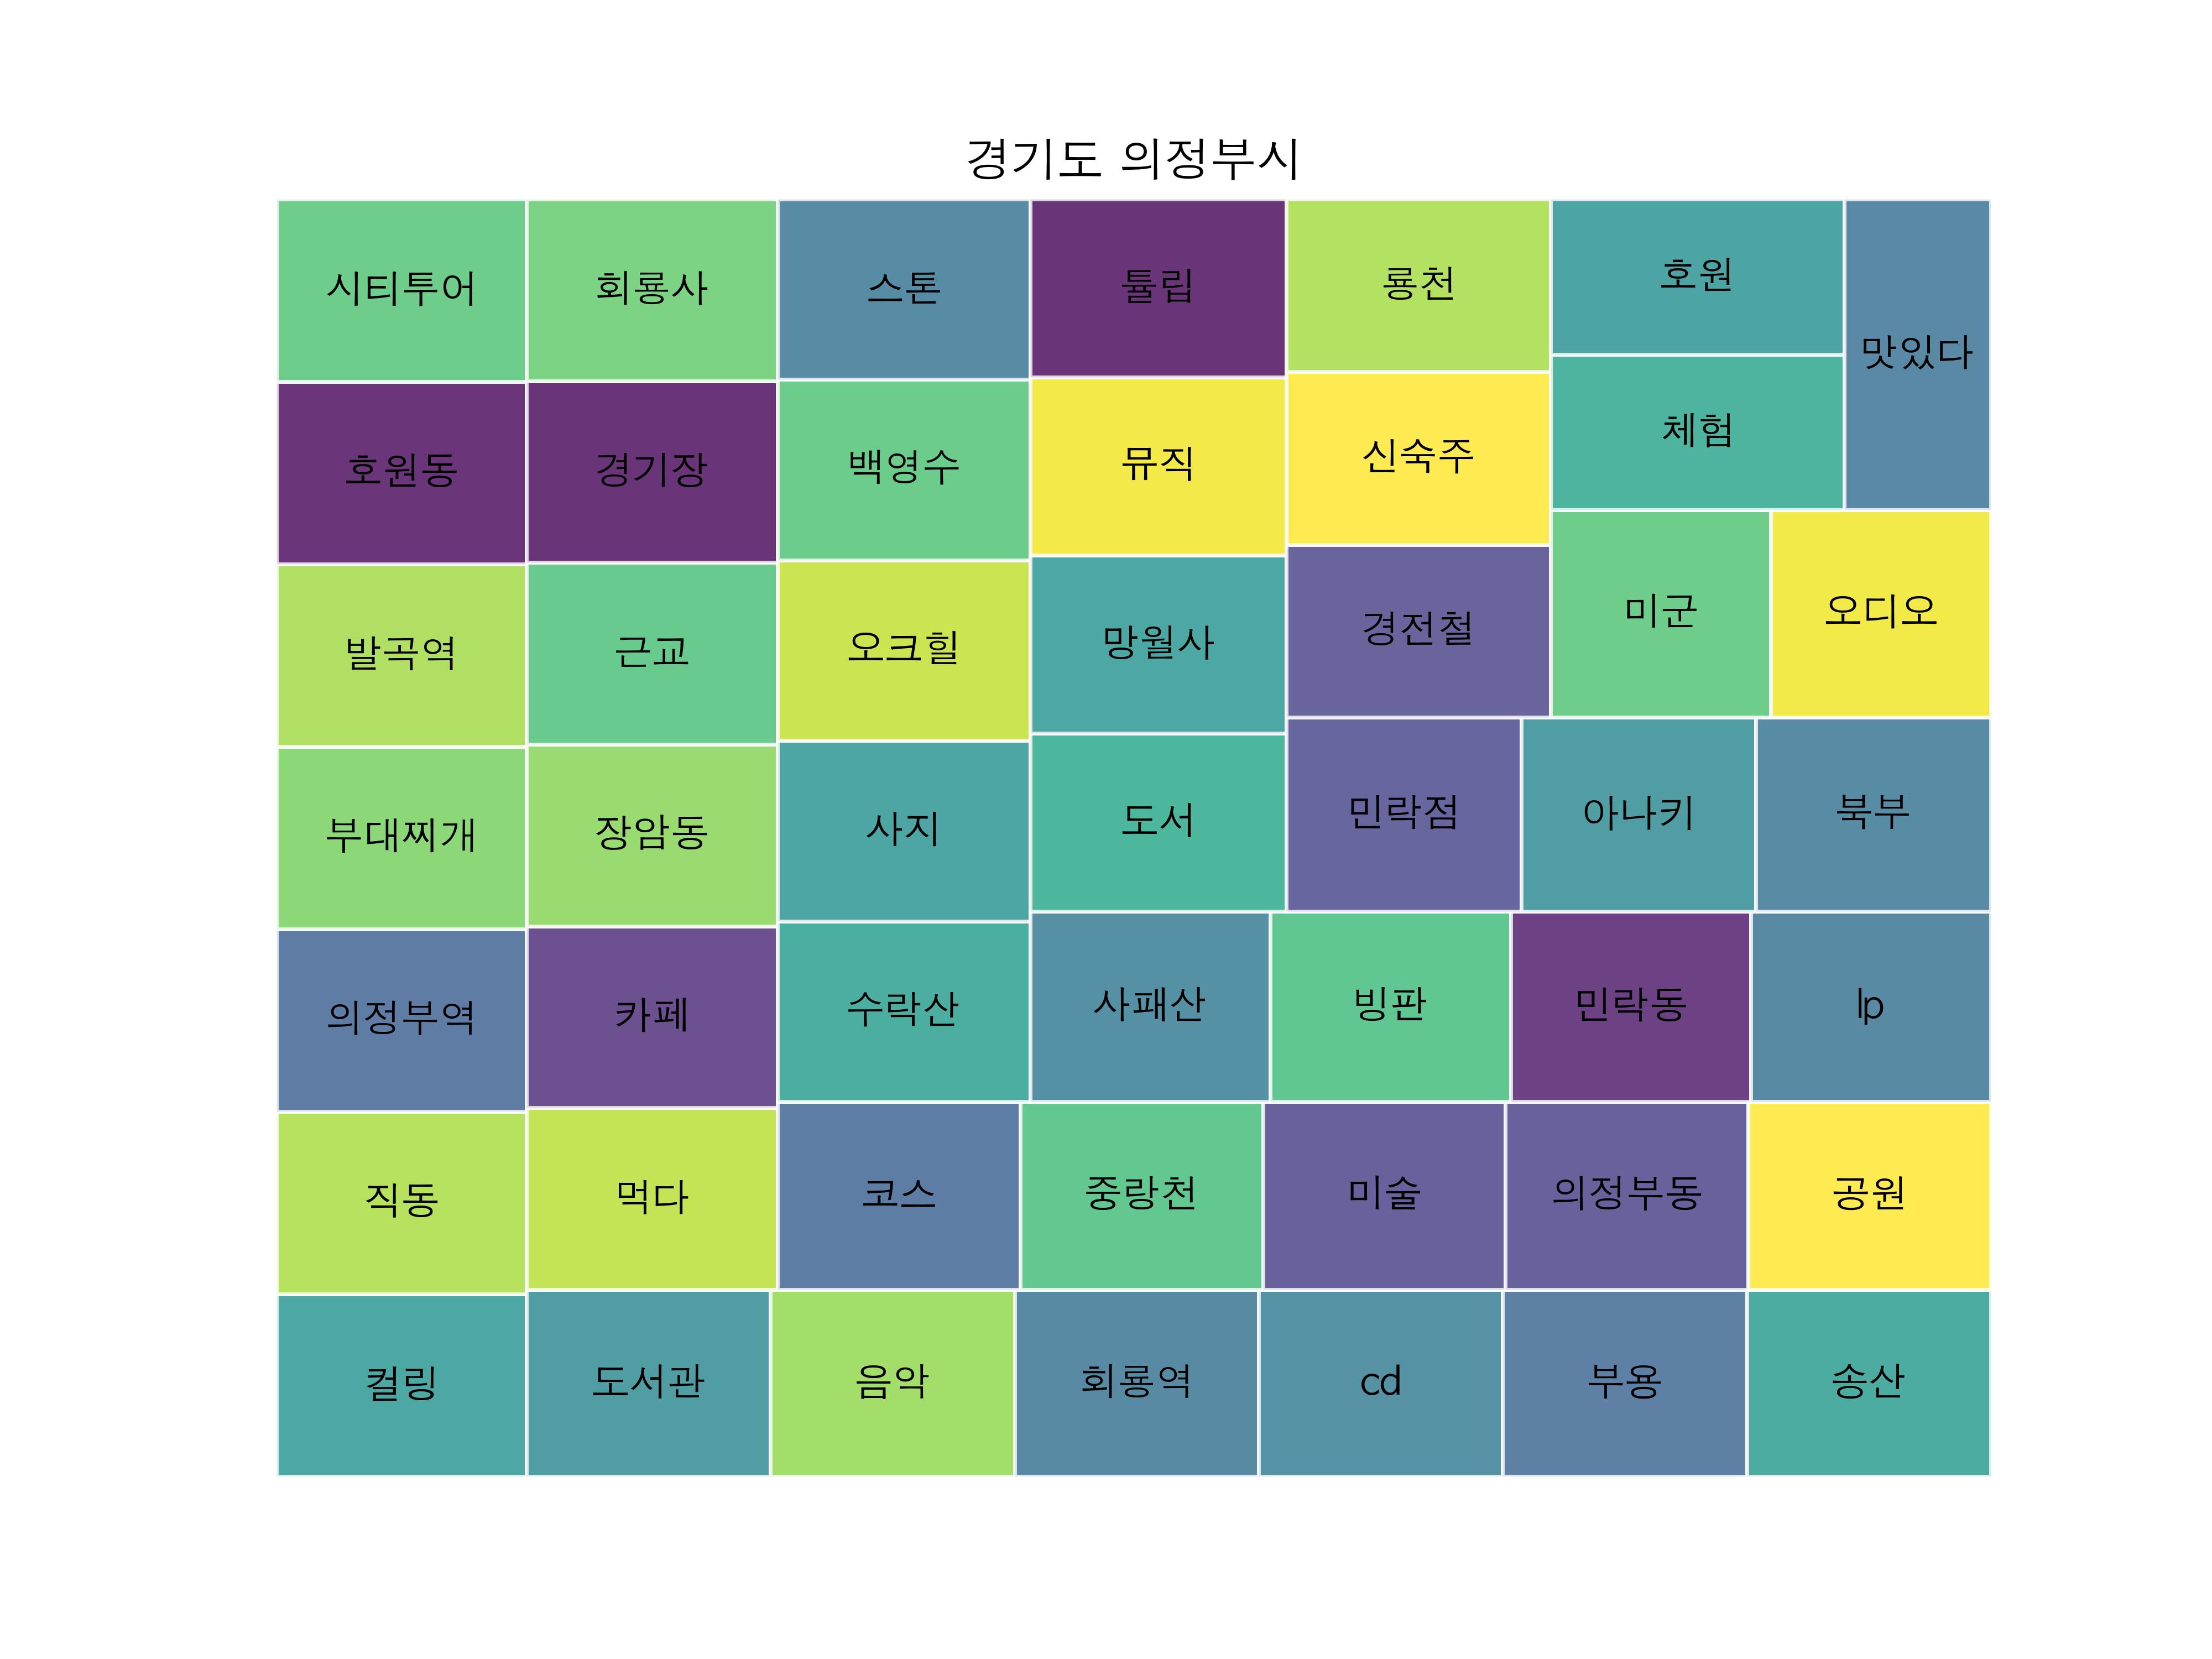 경기도 의정부시
시티투어
회룡사
스톤
튤립
룡천
호원
맛있다
호원동
경기장
백영수
뮤직
신숙주
체험
발곡역
근교
오크힐
망월사
경전철
미군
오디오
부대찌개
장암동
사지
도서
민락점
아나키
북부
의정부역
카페
수락산
사패산
빙판
민락동
lp
직동
먹다
코스
중랑천
미술
의정부동
공원
컬링
도서관
음악
회룡역
cd
부용
송산